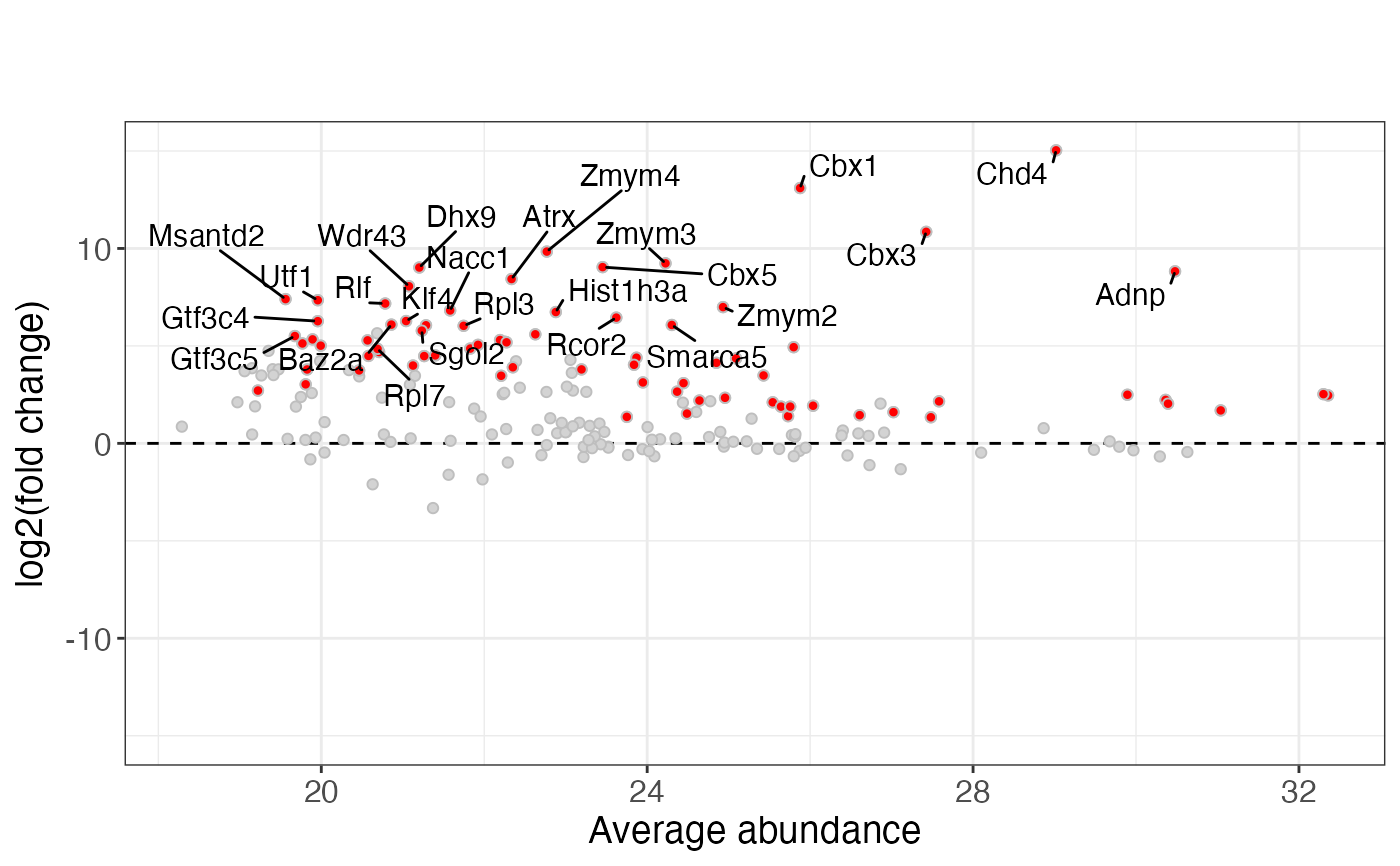 Cbx1
Chd4
Zmym4
Dhx9
Atrx
Msantd2
Wdr43
Zmym3
Cbx3
Nacc1
10
Utf1
Rlf
Cbx5
Adnp
Klf4
Rpl3
Hist1h3a
Gtf3c4
Zmym2
Gtf3c5
Baz2a
Sgol2
Rcor2
Smarca5
Rpl7
0
-10
log2(fold change)
20
24
28
32
Average abundance